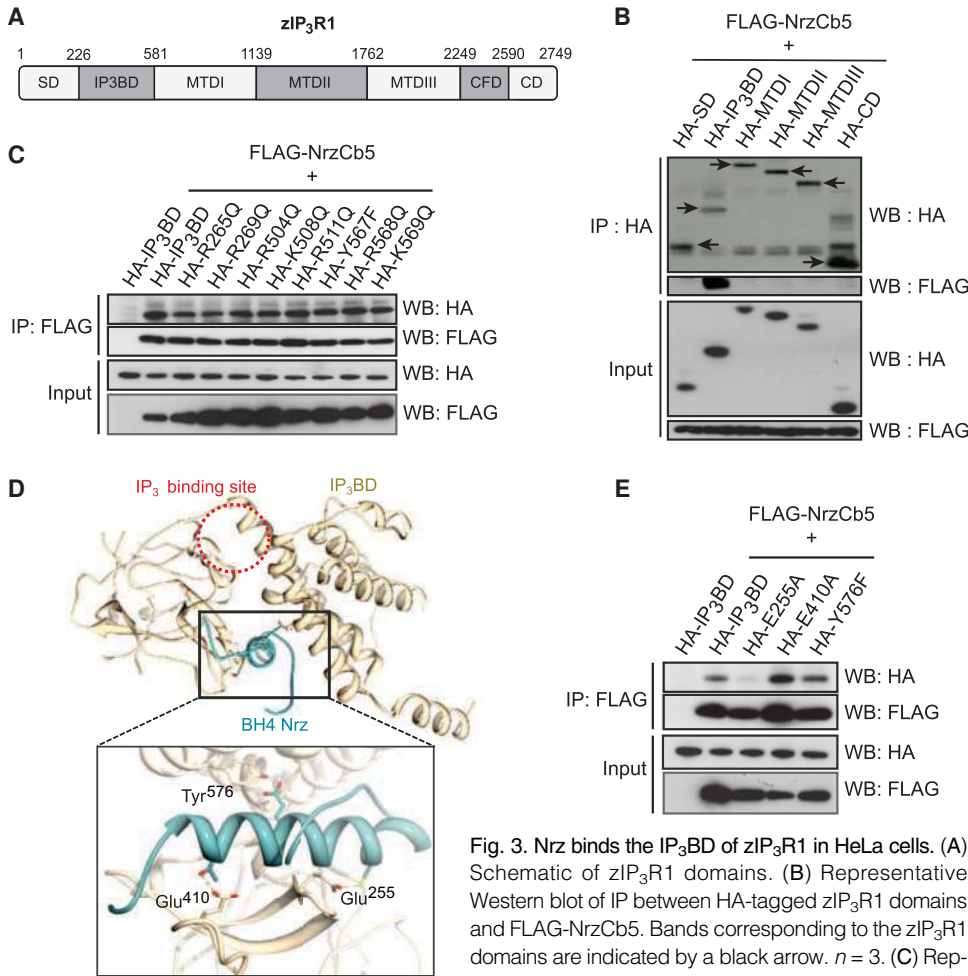 A
zIP3R1
1 226 581 1139 1762 2249 2590 2749
SD IP3BD MTDI MTDII MTDIII CFD CD
B
FLAG-NrzCb5
+
HA-SD
HA-IP3BD
HA-MTDI
HA-MTDII
HA-MTDIII
HA-CD
IP : HA
WB : HA
WB : FLAG
Input
WB : HA
WB : FLAG
C
FLAG-NrzCb5
+
HA-IP3BD
HA-IP3BD
HA-R265Q
HA-R269Q
HA-R504Q
HA-K508Q
HA-R511Q
HA-Y567F
HA-R568Q
HA-K569Q
IP: FLAG
WB: HA
WB: FLAG
Input
WB: HA
WB: FLAG
D
IP3 binding site
IP3BD
BH4 Nrz
Tyr576
Glu410
Glu255
E
FLAG-NrzCb5
+
HA-IP3BD
HA-IP3BD
HA-E255A
HA-E410A
HA-Y576F
IP: FLAG
WB: HA
WB: FLAG
Input
WB: HA
WB: FLAG
Fig. 3. Nrz binds the IP3BD of zIP3R1 in HeLa cells. (A)
Schematic of zIP3R1 domains. (B) Representative
Western blot of IP between HA-tagged zIP3R1 domains
and FLAG-NrzCb5. Bands corresponding to the zIP3R1
domains are indicated by a black arrow. n = 3. (C) Rep-